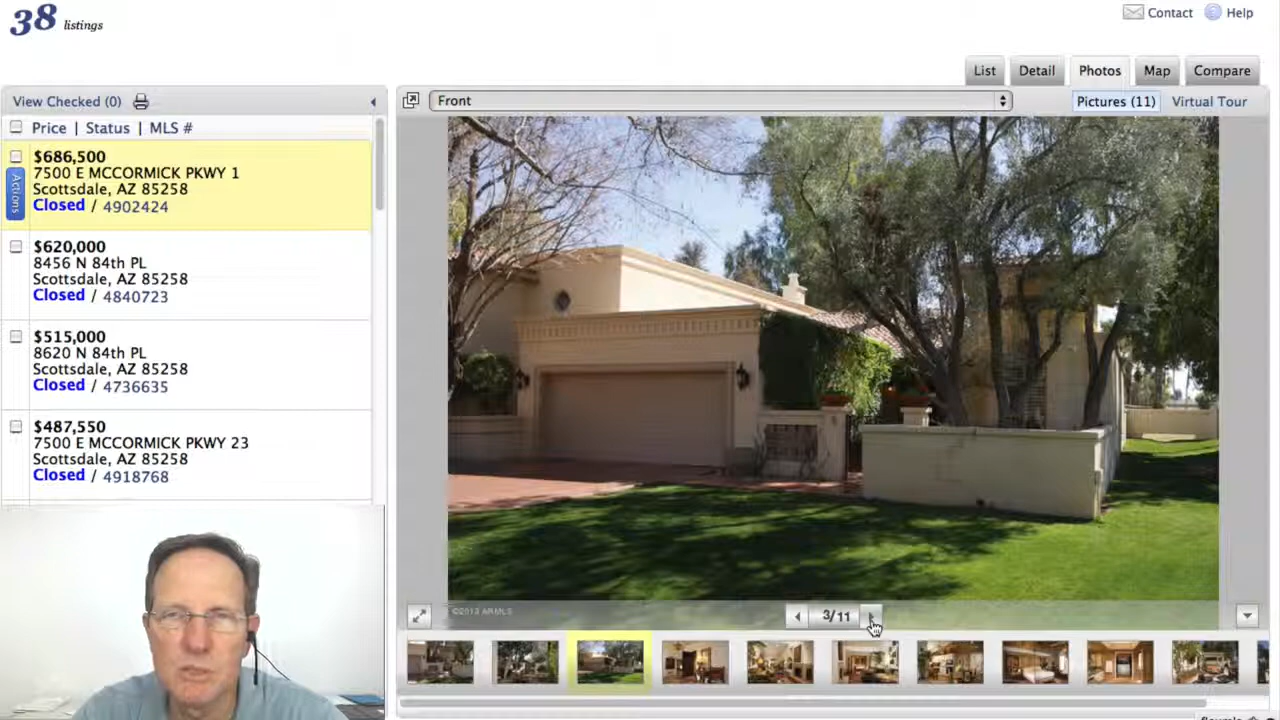 38 listings
Contact Help
List Detail Photos Map Compare
View Checked (0)
Front
Pictures (11) Virtual Tour
Price | Status | MLS #
$686,500
7500 E MCCORMICK PKWY 1
Scottsdale, AZ 85258
Closed / 4902424
Actions
$620,000
8456 N 84th PL
Scottsdale, AZ 85258
Closed / 4840723
$515,000
8620 N 84th PL
Scottsdale, AZ 85258
Closed / 4736635
$487,550
7500 E MCCORMICK PKWY 23
Scottsdale, AZ 85258
Closed / 4918768
©2013 ARMLS
3/11